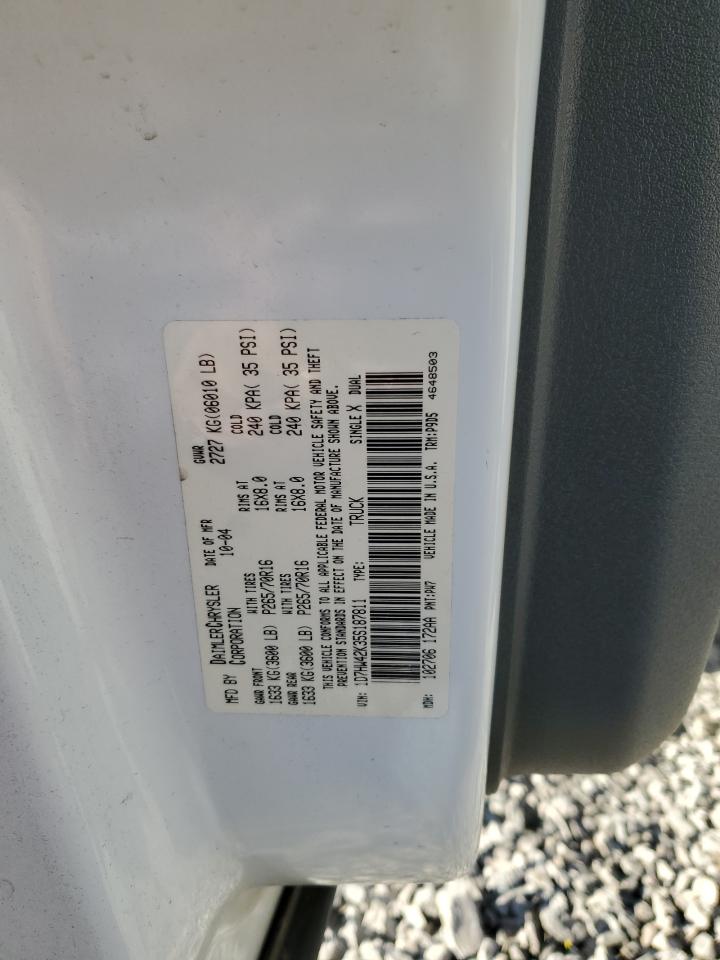 MFD BY DAIMLERCHRYSLER CORPORATION DATE OF MFR 10-04 GVWR 2727 KG(06010 LB)
GAWR FRONT WITH TIRES RIMS AT COLD
1633 KG(3600 LB) P265/70R16 16X8.0 240 KPA( 35 PSI)
GAWR REAR WITH TIRES RIMS AT COLD
1633 KG(3600 LB) P265/70R16 16X8.0 240 KPA( 35 PSI)
THIS VEHICLE CONFORMS TO ALL APPLICABLE FEDERAL MOTOR VEHICLE SAFETY AND THEFT
PREVENTION STANDARDS IN EFFECT ON THE DATE OF MANUFACTURE SHOWN ABOVE.
VIN: 1D7HW42K35S187811 TYPE: TRUCK SINGLE X DUAL
MDH: 102706 172AA PNT:PW7 VEHICLE MADE IN U.S.A. TRM:P9D5 4648503